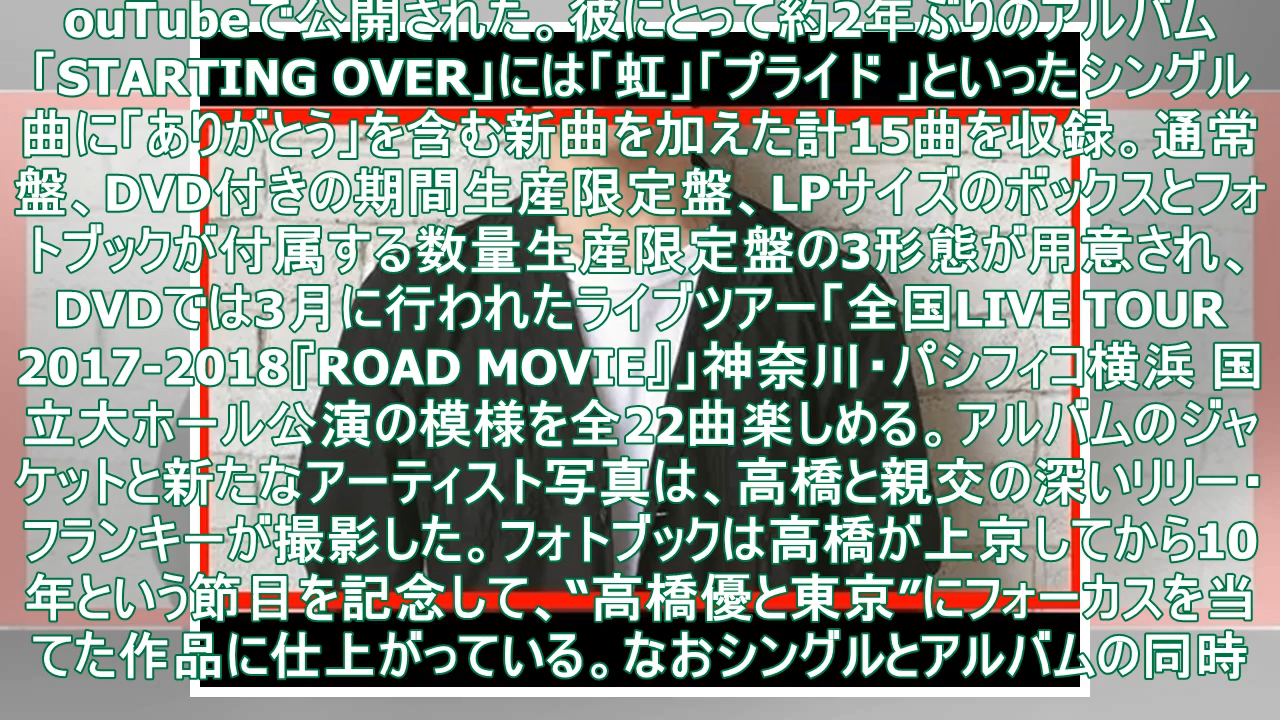 ouTubeで公開された。彼にとって約2年ぶりのアルバム
「STARTING OVER」には「虹」「プライド 」といったシングル
曲に「ありがとう」を含む新曲を加えた計15曲を収録。通常
盤、DVD付きの期間生産限定盤、LPサイズのボックスとフォ
トブックが付属する数量生産限定盤の3形態が用意され、
DVDでは3月に行われたライブツアー「全国LIVE TOUR
2017-2018『ROAD MOVIE』」神奈川・パシフィコ横浜 国
立大ホール公演の模様を全22曲楽しめる。アルバムのジャ
ケットと新たなアーティスト写真は、高橋と親交の深いリリー・
フランキーが撮影した。フォトブックは高橋が上京してから10
年という節目を記念して、“高橋優と東京”にフォーカスを当
てた作品に仕上がっている。なおシングルとアルバムの同時